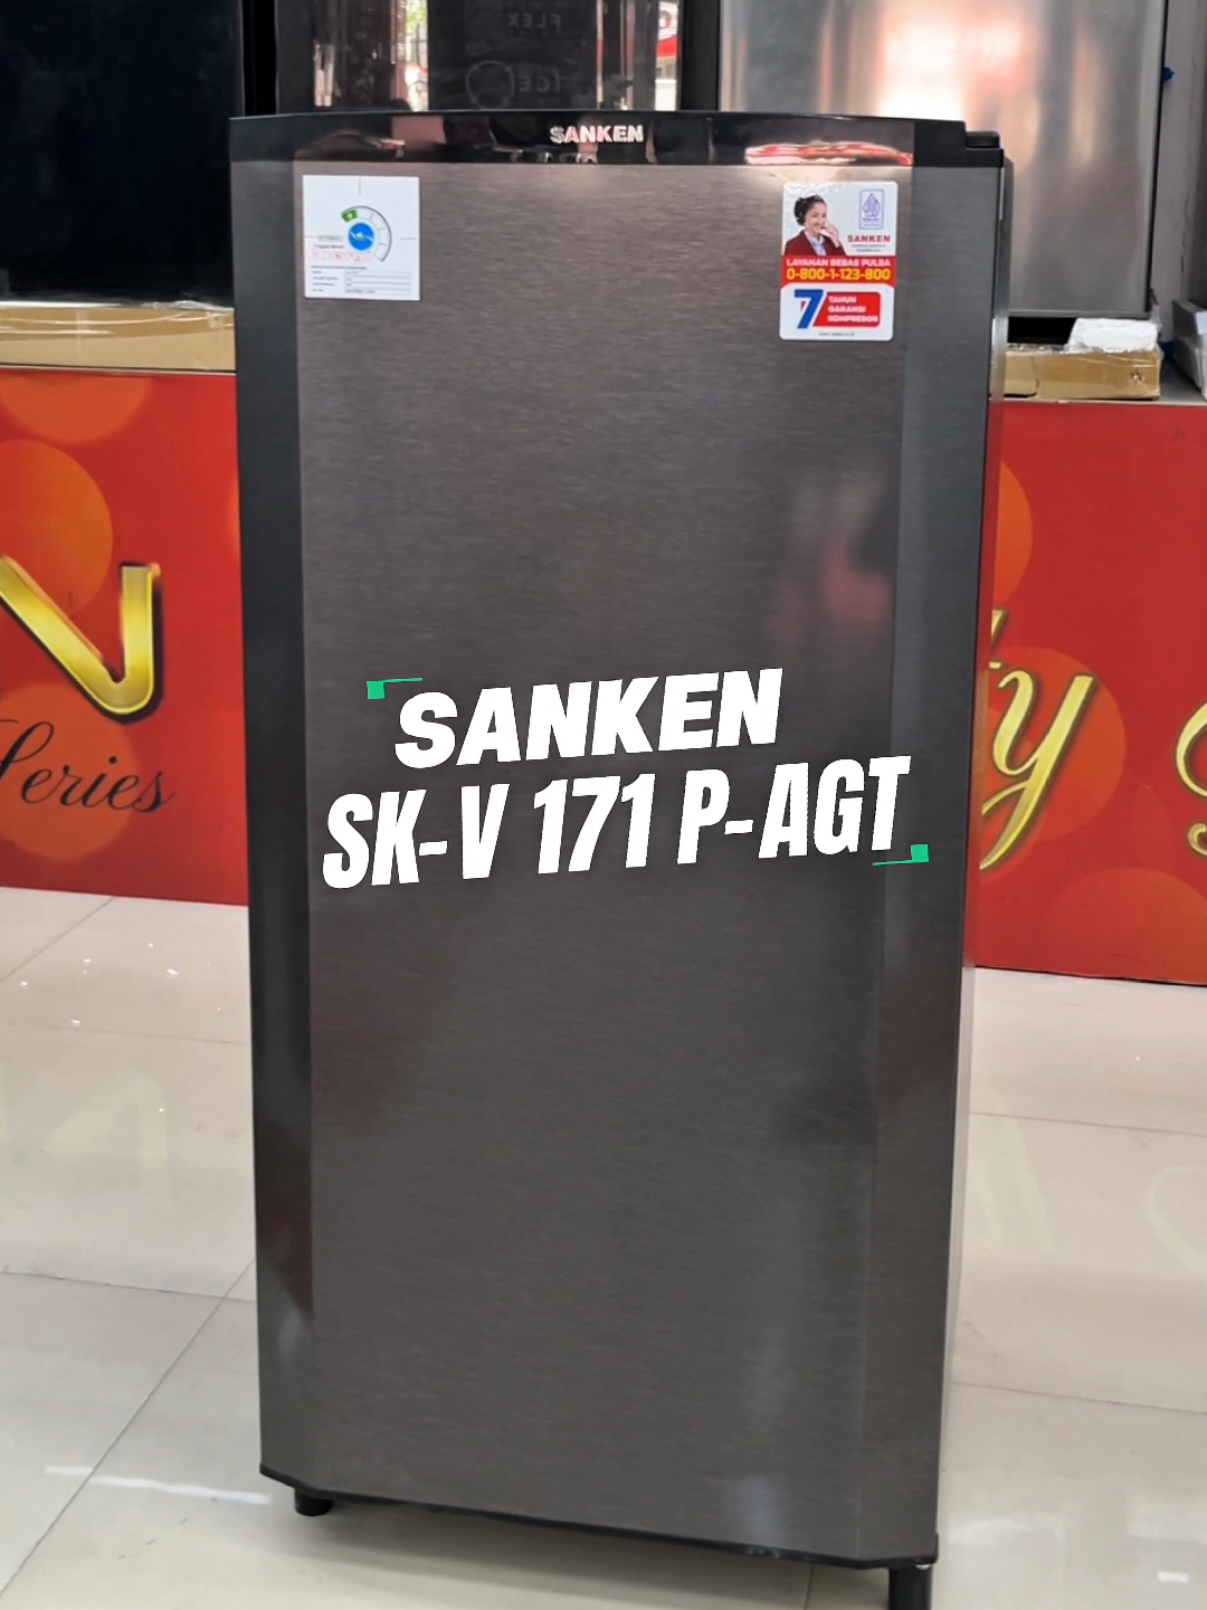 SANKEN
SANKEN
LAYANAN BEBAS PULSA
0-800-1-123-800
7 TAHUN
GARANSI
KOMPRESOR
SANKEN
SK-V 171 P-AGT
N
Series
ty